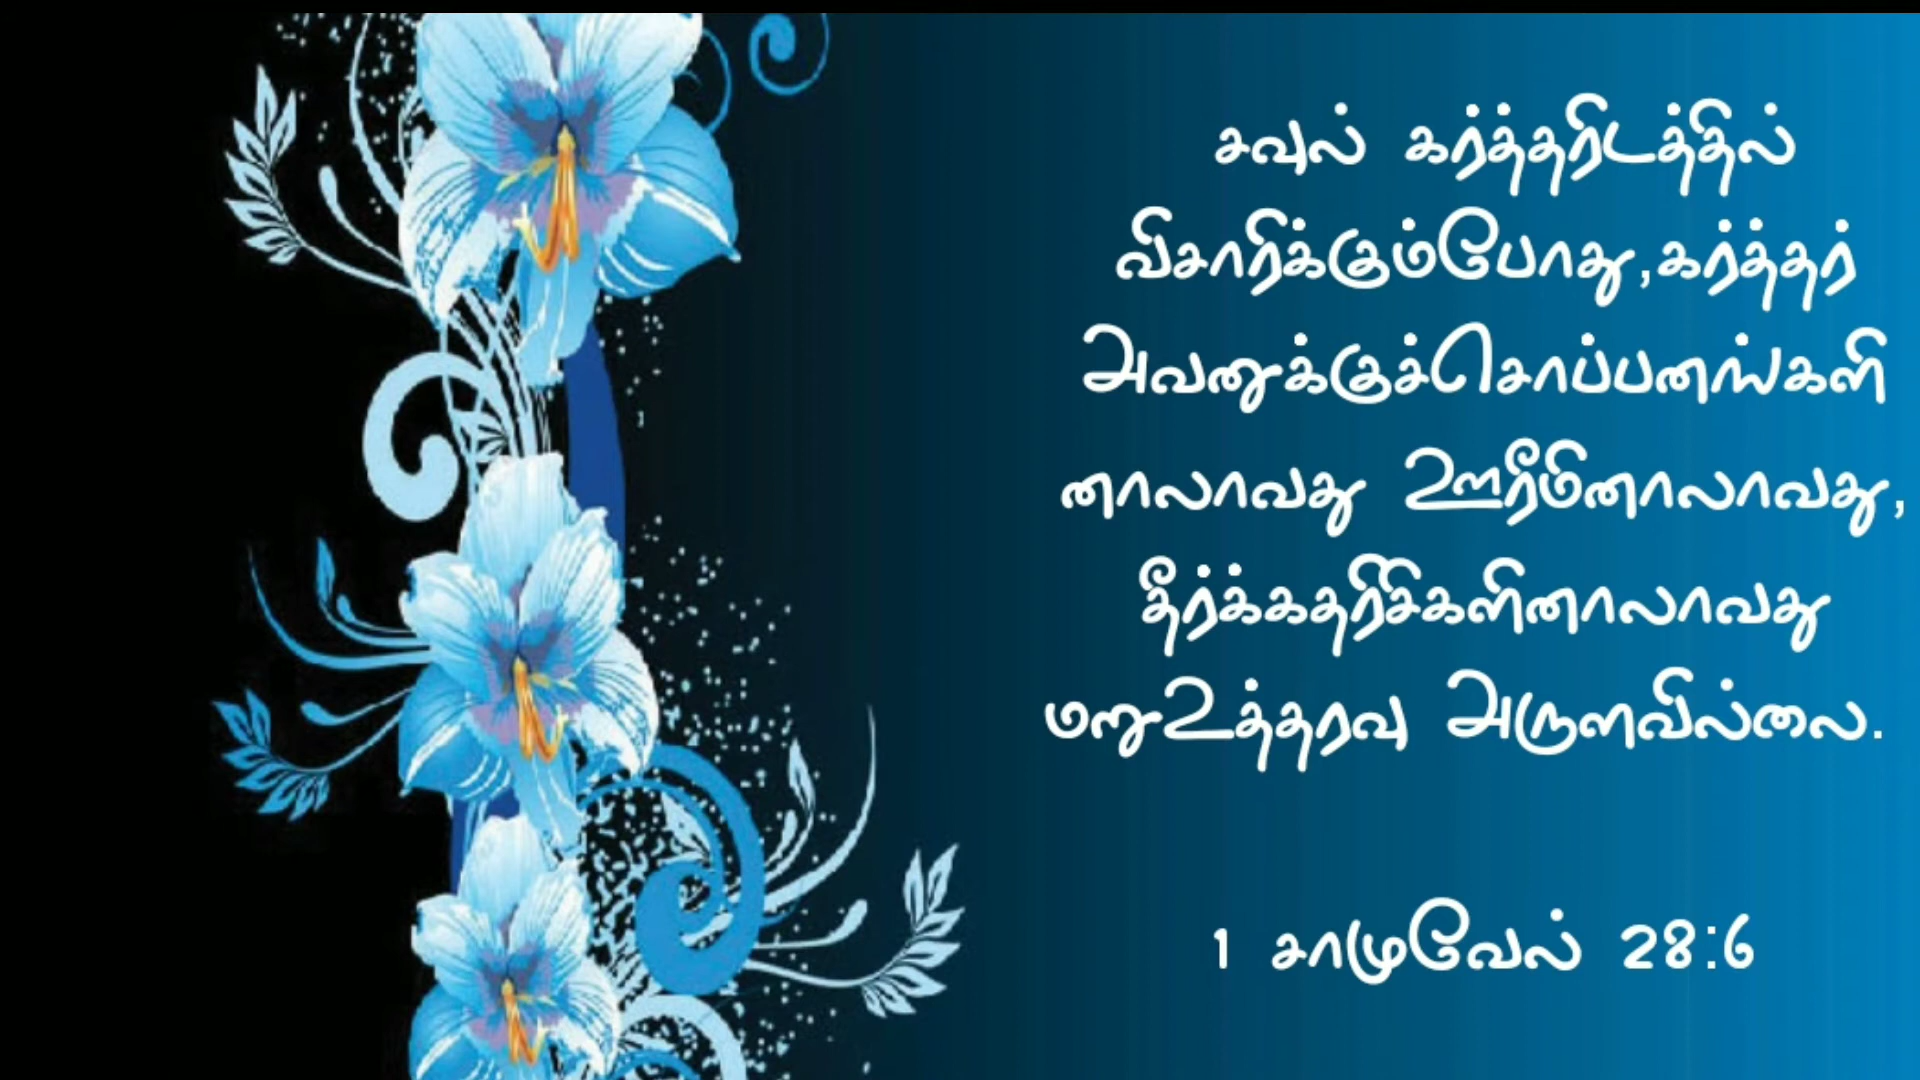 சவுல் கர்த்தரிடத்தில்
விசாரிக்கும்போது,கர்த்தர்
அவனுக்குச்சொப்பனங்களி
னாலாவது ஊரீமினாலாவது,
தீர்க்கதரிசிகளினாலாவது
மறுஉத்தரவு அருளவில்லை.
1 சாமுவேல் 28:6